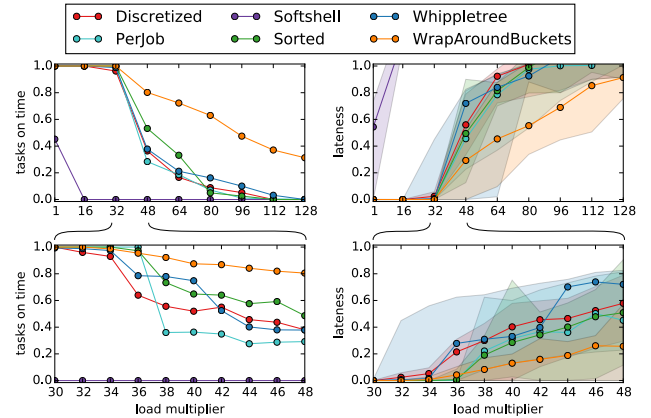 Discretized Softshell Whippletree
PerJob Sorted WrapAroundBuckets
tasks on time
1.0
0.8
0.6
0.4
0.2
0.0
1 16 32 48 64 80 96 112 128
lateness
1.0
0.8
0.6
0.4
0.2
0.0
1 16 32 48 64 80 96 112 128
tasks on time
1.0
0.8
0.6
0.4
0.2
0.0
30 32 34 36 38 40 42 44 46 48
load multiplier
lateness
1.0
0.8
0.6
0.4
0.2
0.0
30 32 34 36 38 40 42 44 46 48
load multiplier